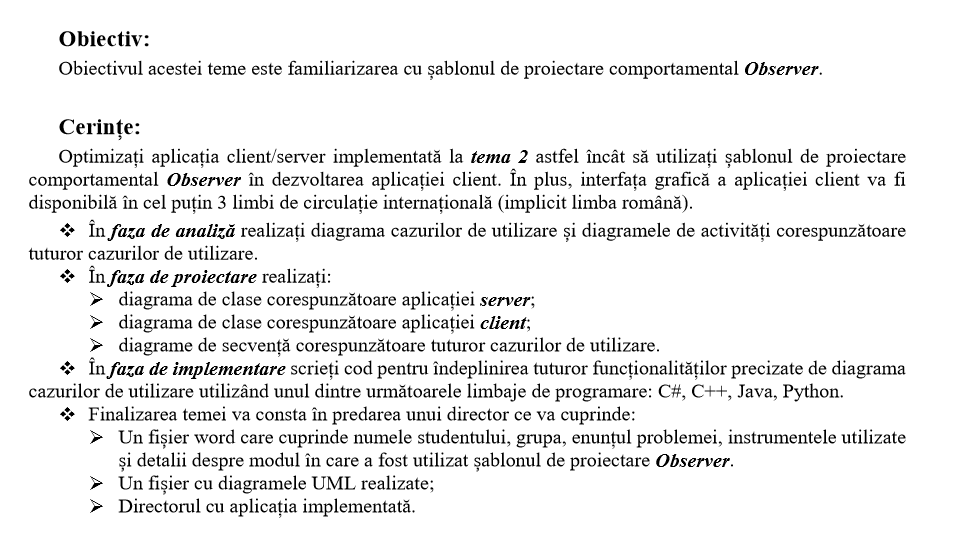 Obiectiv:
Obiectivul acestei teme este familiarizarea cu șablonul de proiectare comportamental Observer.
Cerințe:
Optimizați aplicația client/server implementată la tema 2 astfel încât să utilizați șablonul de proiectare
comportamental Observer în dezvoltarea aplicației client. În plus, interfața grafică a aplicației client va fi
disponibilă în cel puțin 3 limbi de circulație internațională (implicit limba română).
❖ În faza de analiză realizați diagrama cazurilor de utilizare și diagramele de activități corespunzătoare
tuturor cazurilor de utilizare.
❖ În faza de proiectare realizați:
➢ diagrama de clase corespunzătoare aplicației server;
➢ diagrama de clase corespunzătoare aplicației client;
➢ diagrame de secvență corespunzătoare tuturor cazurilor de utilizare.
❖ În faza de implementare scrieți cod pentru îndeplinirea tuturor funcționalităților precizate de diagrama
cazurilor de utilizare utilizând unul dintre următoarele limbaje de programare: C#, C++, Java, Python.
❖ Finalizarea temei va consta în predarea unui director ce va cuprinde:
➢ Un fișier word care cuprinde numele studentului, grupa, enunțul problemei, instrumentele utilizate
și detalii despre modul în care a fost utilizat șablonul de proiectare Observer.
➢ Un fișier cu diagramele UML realizate;
➢ Directorul cu aplicația implementată.